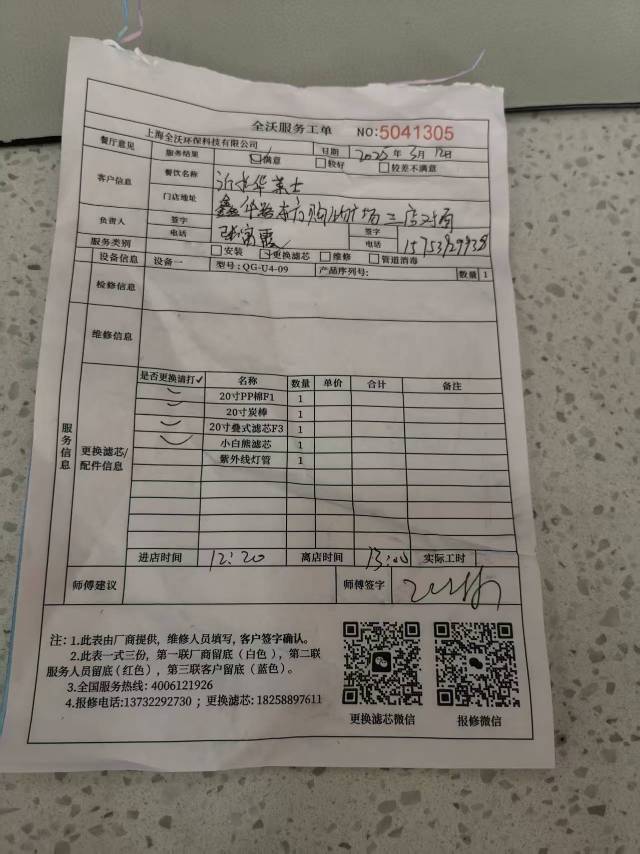 全沃服务工单 NO:5041305
上海全沃环保科技有限公司 日期 2025年3月12日
餐厅意见 服务结果 ☑满意 □较好 □较差不满意
客户信息 餐饮名称
门店地址
负责人 签字 签字
电话 电话
服务类别 □安装 ☑更换滤芯 □维修 □管道消毒
设备信息 设备一 型号: QG-U4-09 产品序列号: 数量 1
检修信息
维修信息
服务信息
更换滤芯/配件信息
是否更换请打✓ 名称 数量 单价 合计 备注
✓ 20寸PP棉F1 1
✓ 20寸炭棒 1
✓ 20寸叠式滤芯F3 1
✓ 小白熊滤芯 1
紫外线灯管 1
进店时间 12:20 离店时间 13:00 实际工时
师傅建议 师傅签字
注: 1.此表由厂商提供，维修人员填写, 客户签字确认。
2.此表一式三份，第一联厂商留底（白色），第二联
服务人员留底(红色)，第三联客户留底（蓝色）。
3.全国服务热线: 4006121926
4.报修电话:13732292730 ；更换滤芯: 18258897611
更换滤芯微信 报修微信